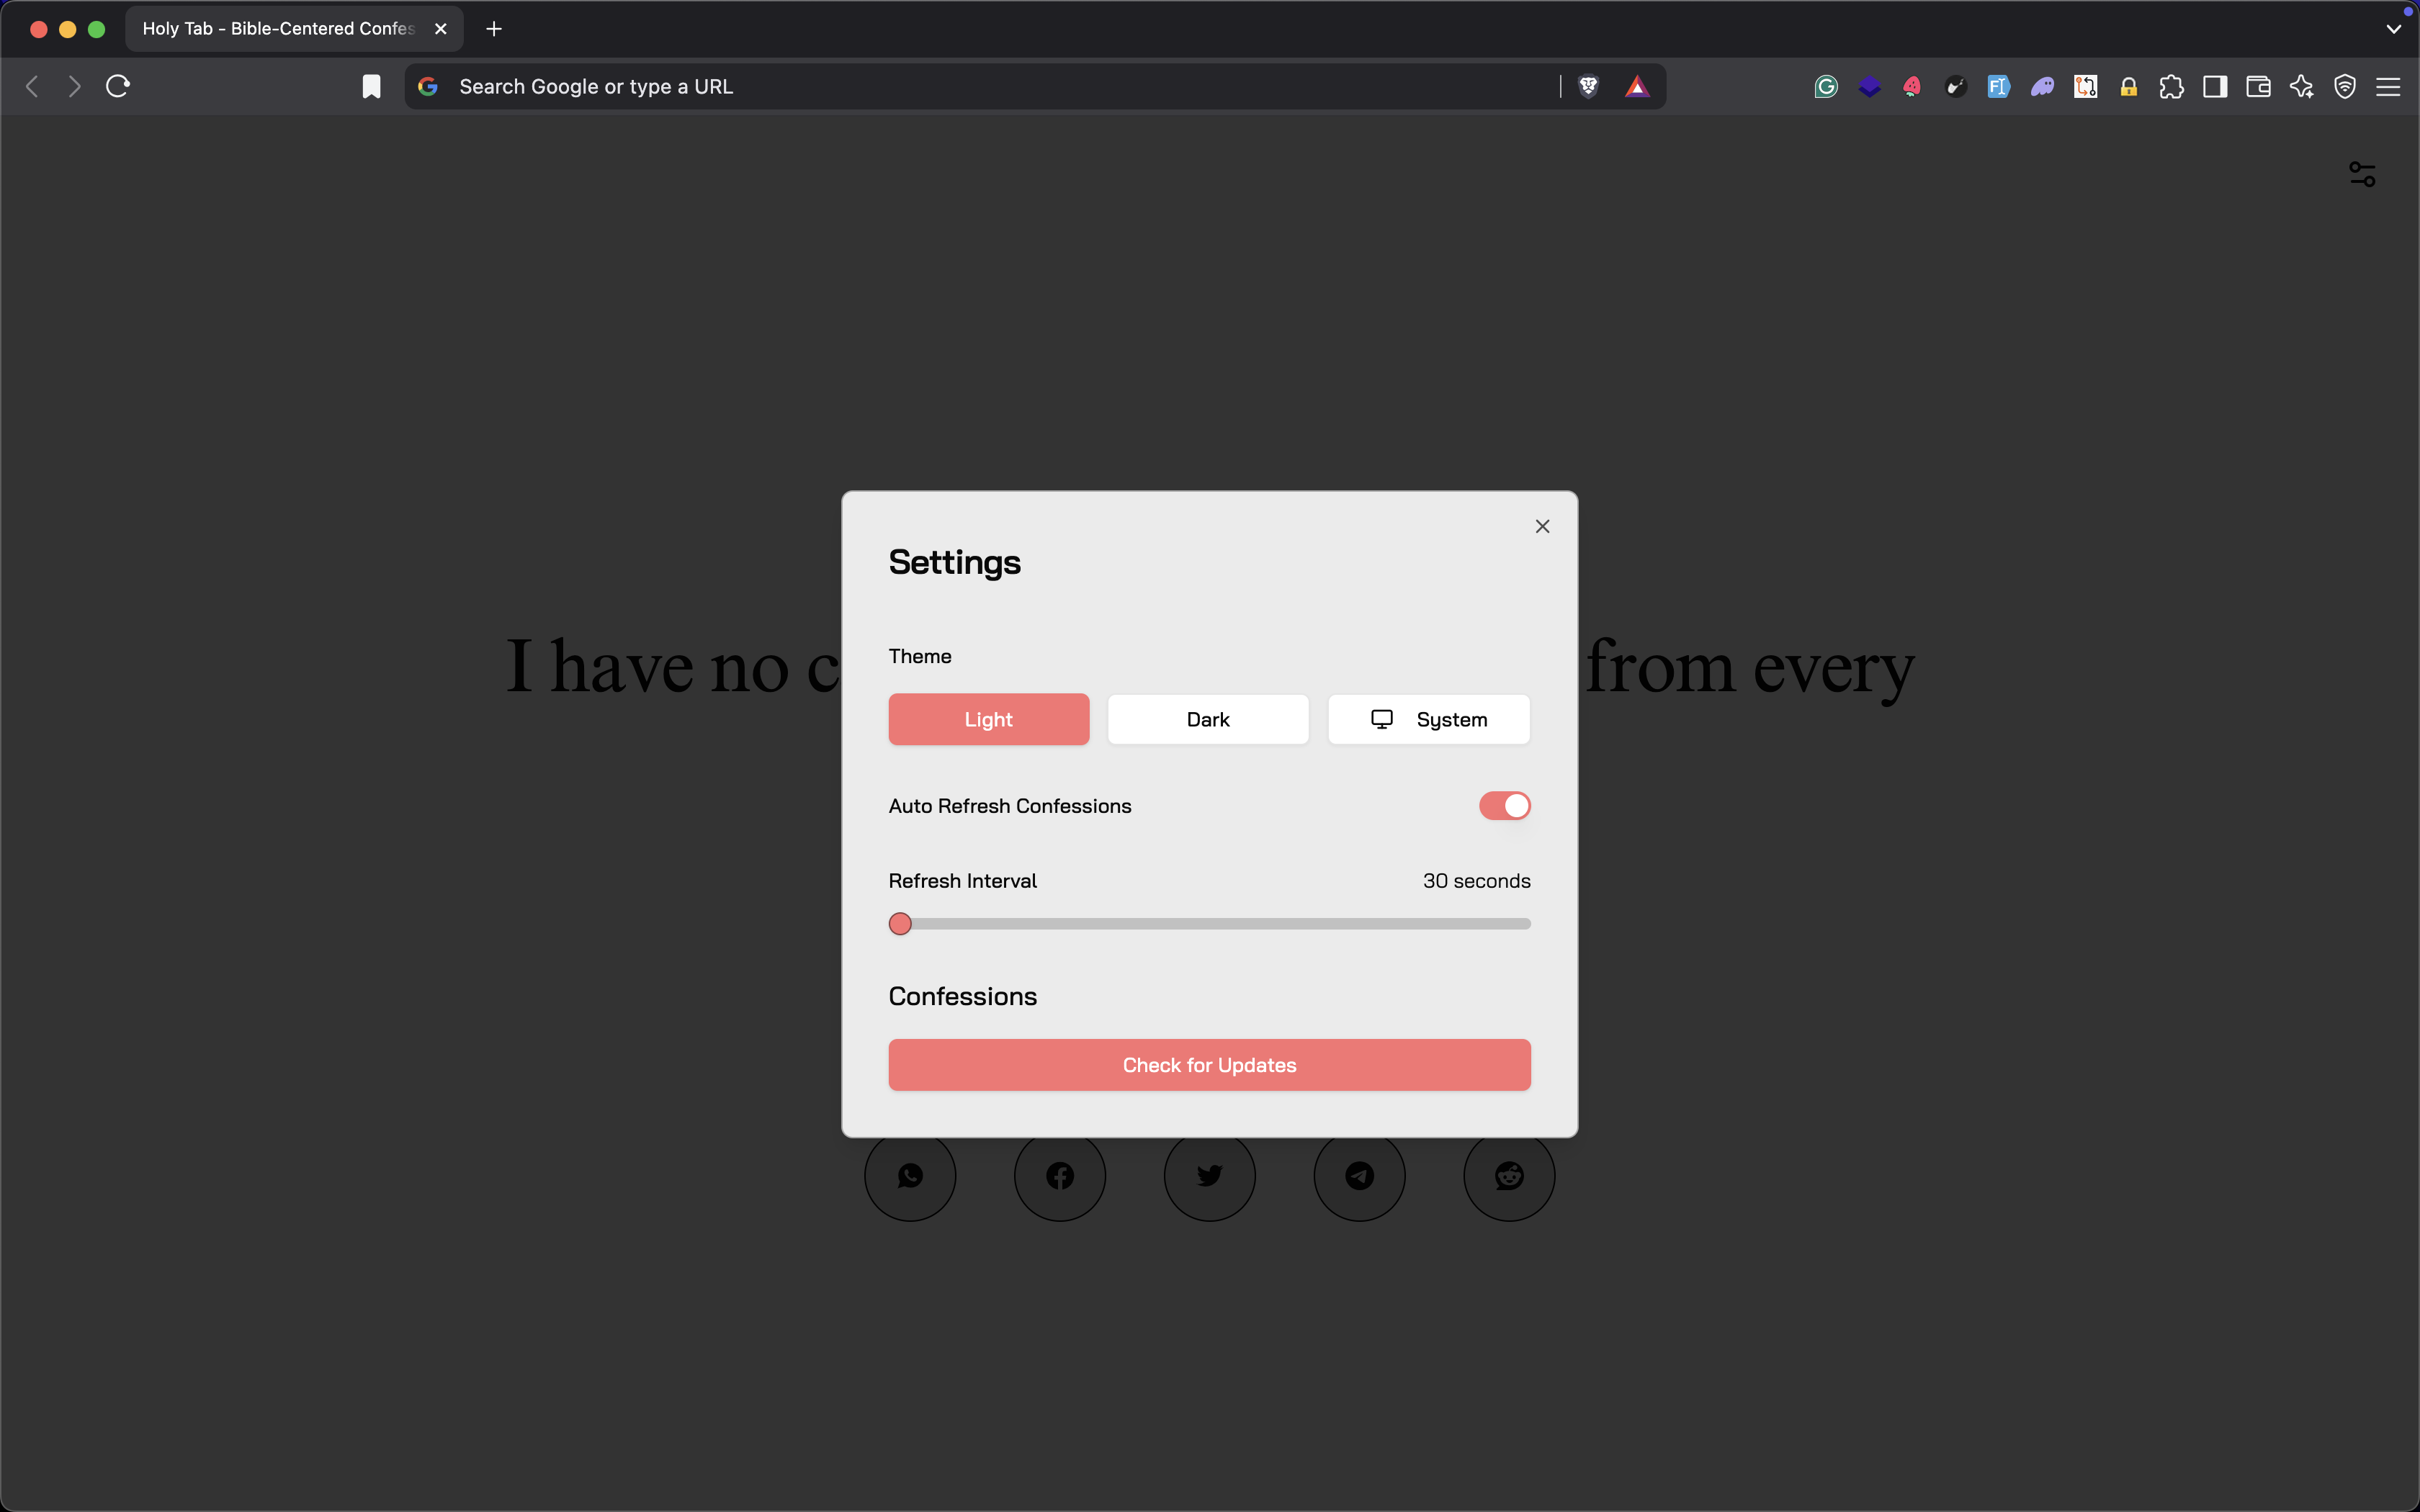 Holy Tab - Bible-Centered Confes
Search Google or type a URL
I have no c
from every
Settings
Theme
Light
Dark
System
Auto Refresh Confessions
Refresh Interval
30 seconds
Confessions
Check for Updates